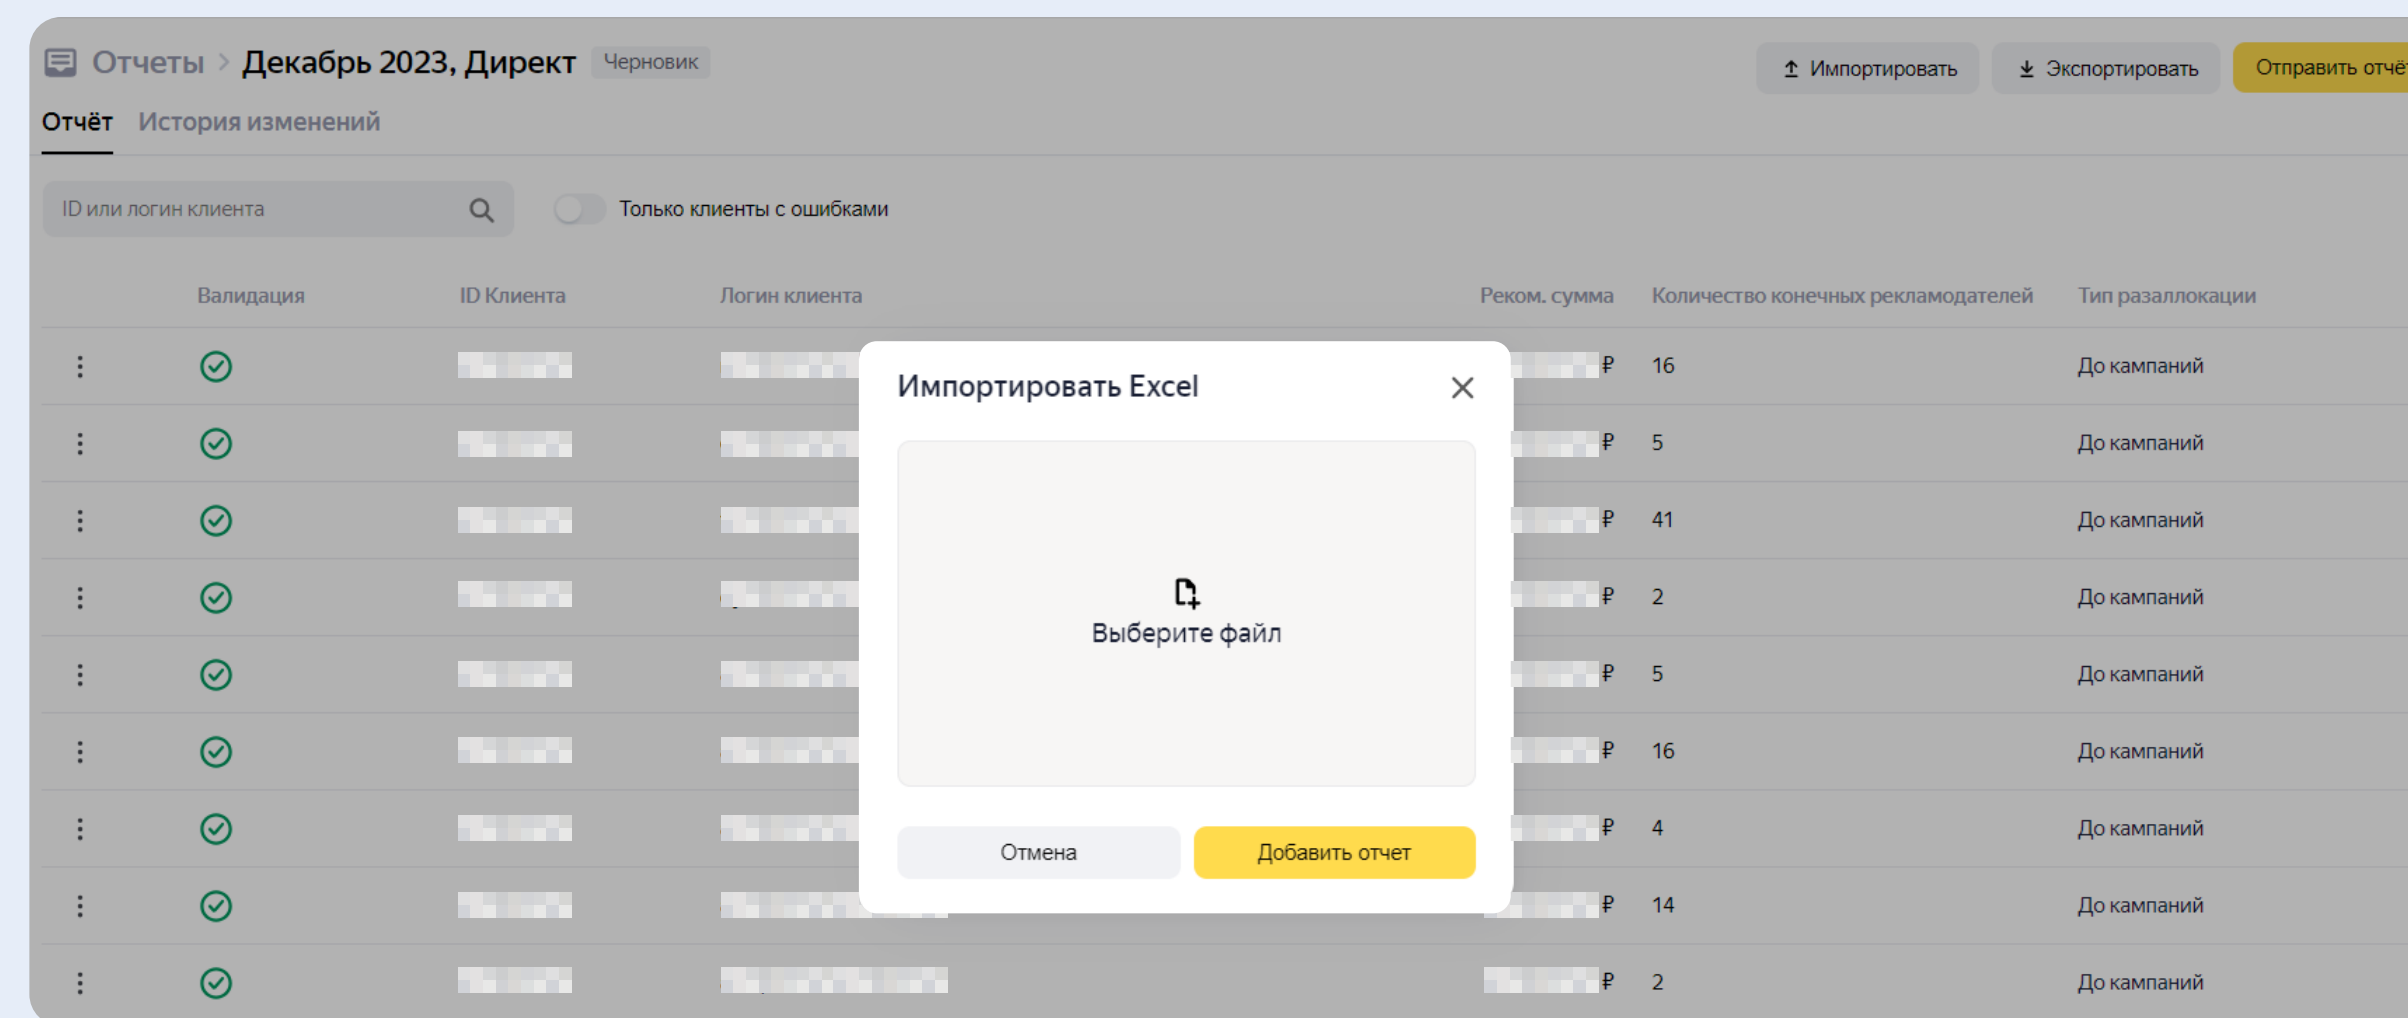 Отчеты > Декабрь 2023, Директ Черновик
Импортировать Экспортировать Отправить отчё
Отчёт История изменений
ID или логин клиента Только клиенты с ошибками
Валидация ID Клиента Логин клиента Реком. сумма Количество конечных рекламодателей Тип разаллокации
₽ 16 До кампаний
Импортировать Excel
₽ 5 До кампаний
₽ 41 До кампаний
₽ 2 До кампаний
Выберите файл
₽ 5 До кампаний
₽ 16 До кампаний
₽ 4 До кампаний
Отмена Добавить отчет
₽ 14 До кампаний
₽ 2 До кампаний